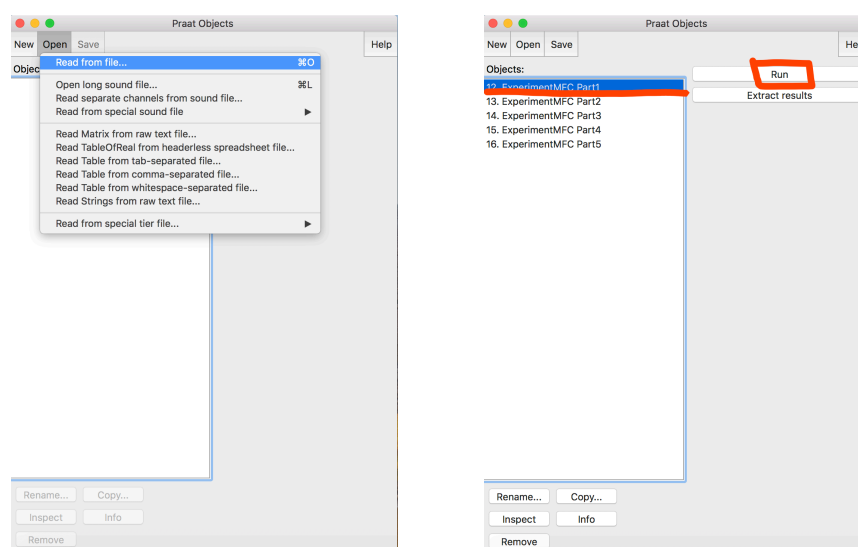 Praat Objects
New Open Save Help
Objec
Read from file... ⌘O
Open long sound file... ⌘L
Read separate channels from sound file...
Read from special sound file ▶
Read Matrix from raw text file...
Read TableOfReal from headerless spreadsheet file...
Read Table from tab-separated file...
Read Table from comma-separated file...
Read Table from whitespace-separated file...
Read Strings from raw text file...
Read from special tier file... ▶
Rename... Copy...
Inspect Info
Remove
Praat Objects
New Open Save He
Objects:
12. ExperimentMFC Part1
13. ExperimentMFC Part2
14. ExperimentMFC Part3
15. ExperimentMFC Part4
16. ExperimentMFC Part5
Run
Extract results
Rename... Copy...
Inspect Info
Remove